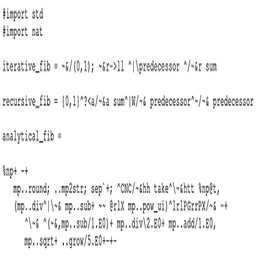 #import std
#import nat
iterative_fib = ~&/(0,1); ~&r->ll ^|\predecessor ^/~&r sum
recursive_fib = {0,1}^?<a/~&a sum^|W/~& predecessor^~/~& predecessor
analytical_fib =
%np+ -+
mp..round; ..mp2str; sep`+; ^CNC/~&hh take^\~&htt %np@t,
(mp..div^|\~& mp..sub+ ~~ @rlX mp..pow_ui)^lrlPGrrPX/~& -+
^\~& ^(~&,mp..sub/1.E0)+ mp..div\2.E0+ mp..add/1.E0,
mp..sqrt+ ..grow/5.E0+-+-